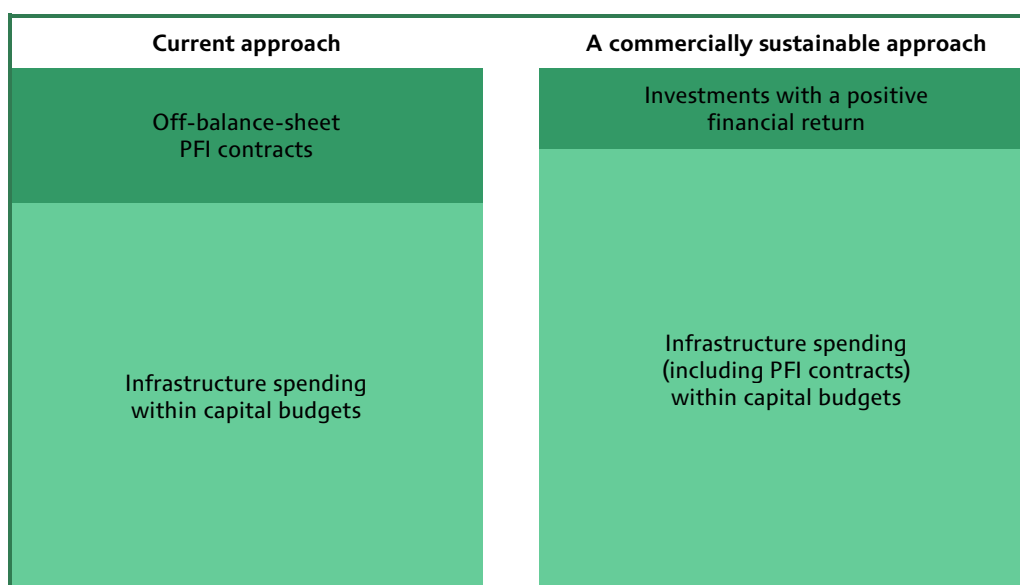 Current approach
Off-balance-sheet
PFI contracts
Infrastructure spending
within capital budgets
A commercially sustainable approach
Investments with a positive
financial return
Infrastructure spending
(including PFI contracts)
within capital budgets